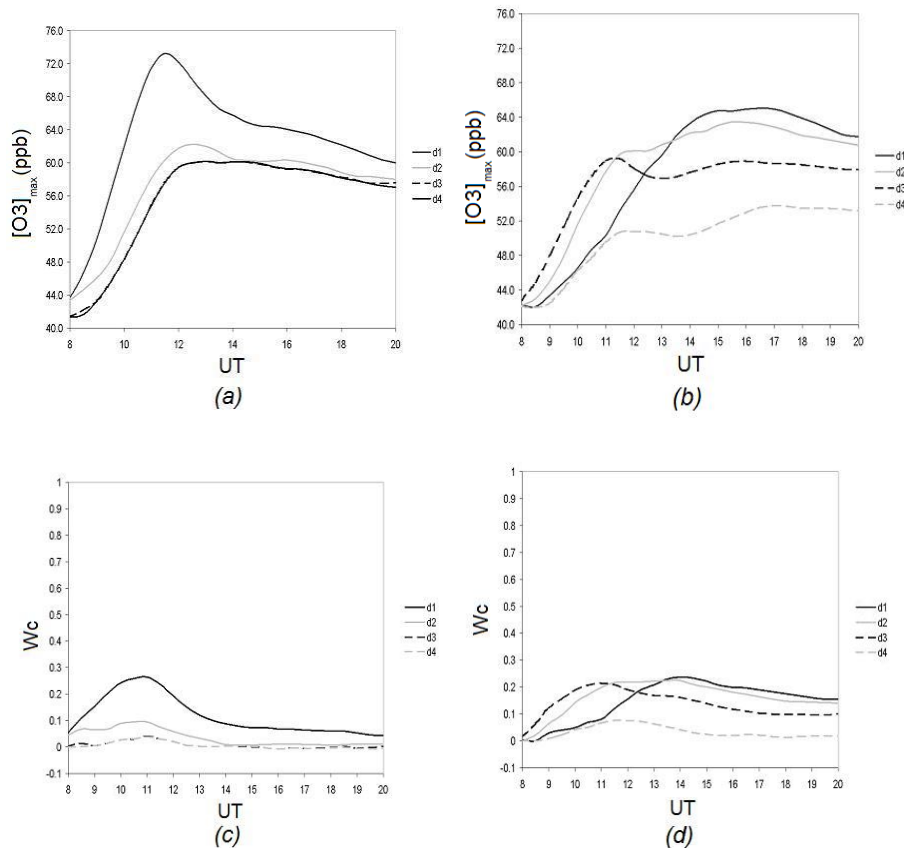 76.0
72.0
68.0
64.0
60.0
56.0
52.0
48.0
44.0
40.0
[O3]max (ppb)
8 10 12 14 16 18 20
UT
d1
d2
d3
d4
(a)
76.0
72.0
68.0
64.0
60.0
56.0
52.0
48.0
44.0
40.0
[O3]max (ppb)
8 9 10 11 12 13 14 15 16 17 18 19 20
UT
d1
d2
d3
d4
(b)
1
0.9
0.8
0.7
0.6
0.5
0.4
0.3
0.2
0.1
0
-0.1
Wc
8 9 10 11 12 13 14 15 16 17 18 19 20
UT
d1
d2
d3
d4
(c)
1
0.9
0.8
0.7
0.6
0.5
0.4
0.3
0.2
0.1
0
-0.1
Wc
8 9 10 11 12 13 14 15 16 17 18 19 20
UT
d1
d2
d3
d4
(d)